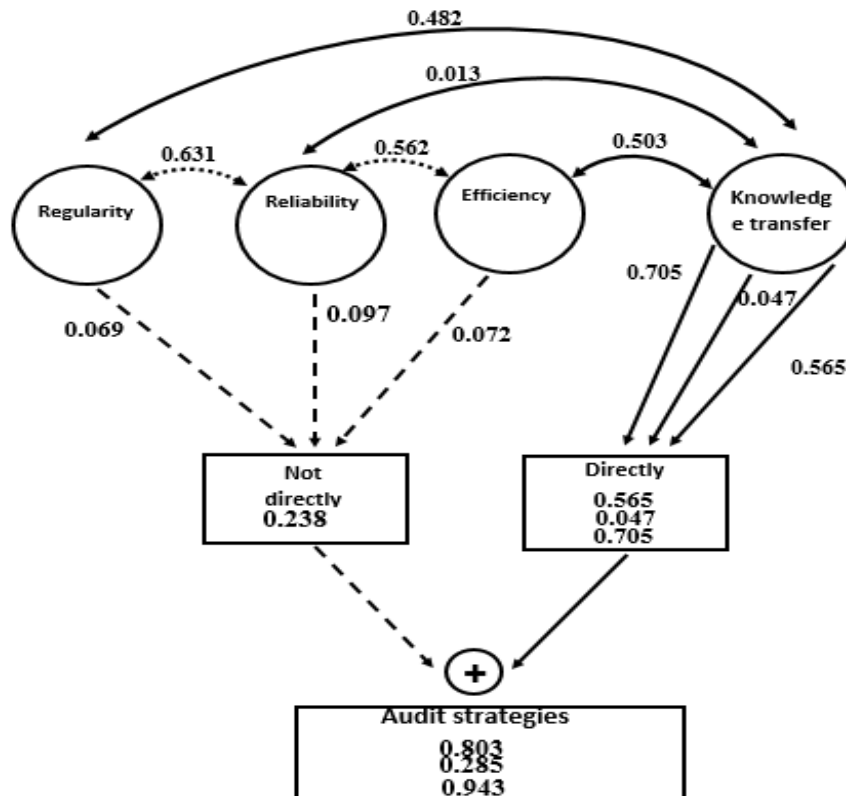 0.482
0.013
0.631
0.562
0.503
Regularity
Reliability
Efficiency
Knowledg
e transfer
0.705
0.047
0.565
0.069
0.097
0.072
Not
directly
0.238
Directly
0.565
0.047
0.705
+
Audit strategies
0.803
0.285
0.943